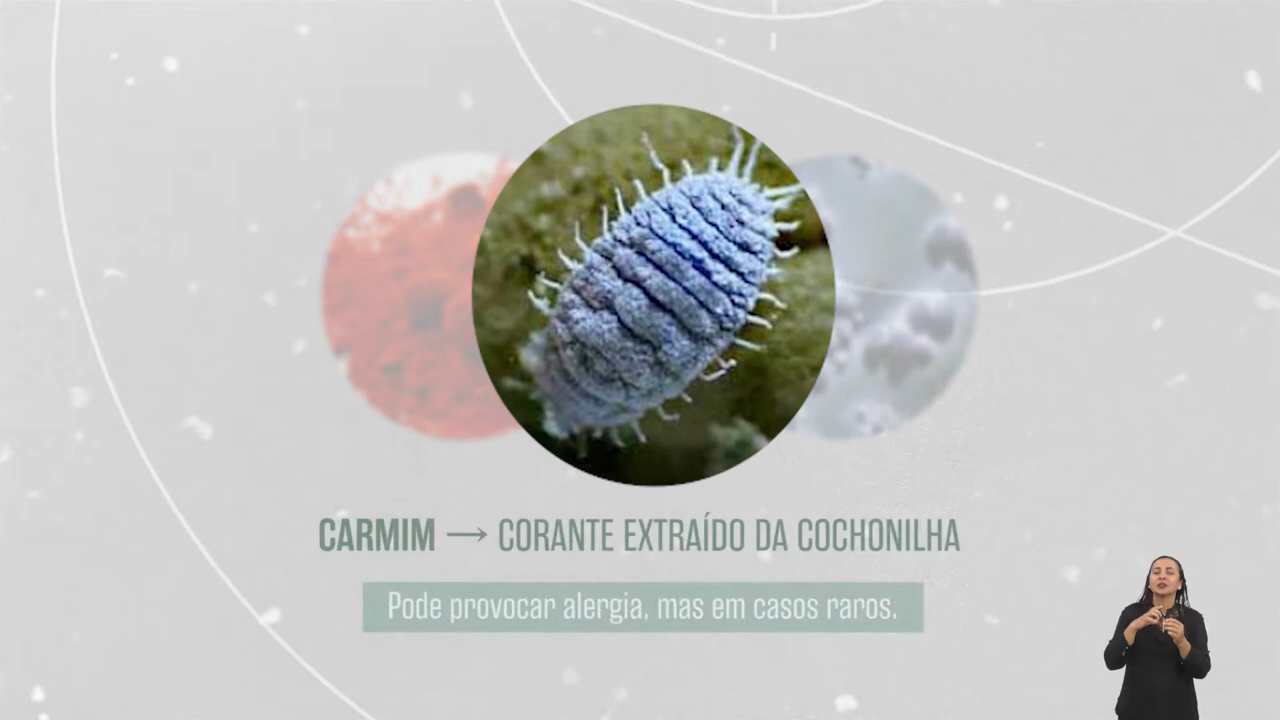 CARMIM → CORANTE EXTRAÍDO DA COCHONILHA
Pode provocar alergia, mas em casos raros.